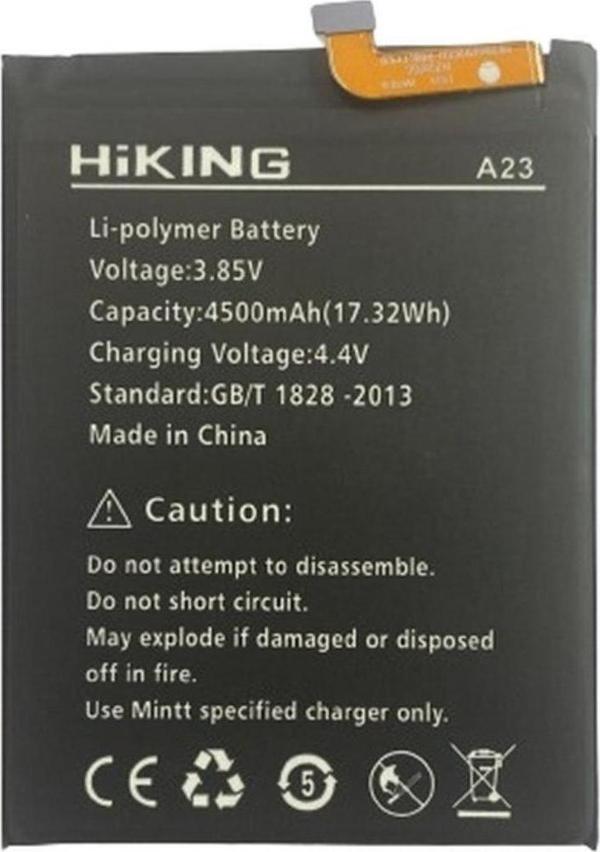 HiKING
A23
Li-polymer Battery
Voltage:3.85V
Capacity:4500mAh(17.32Wh)
Charging Voltage:4.4V
Standard:GB/T 1828 -2013
Made in China
Caution:
Do not attempt to disassemble.
Do not short circuit.
May explode if damaged or disposed
off in fire.
Use Mintt specified charger only.
CE
5